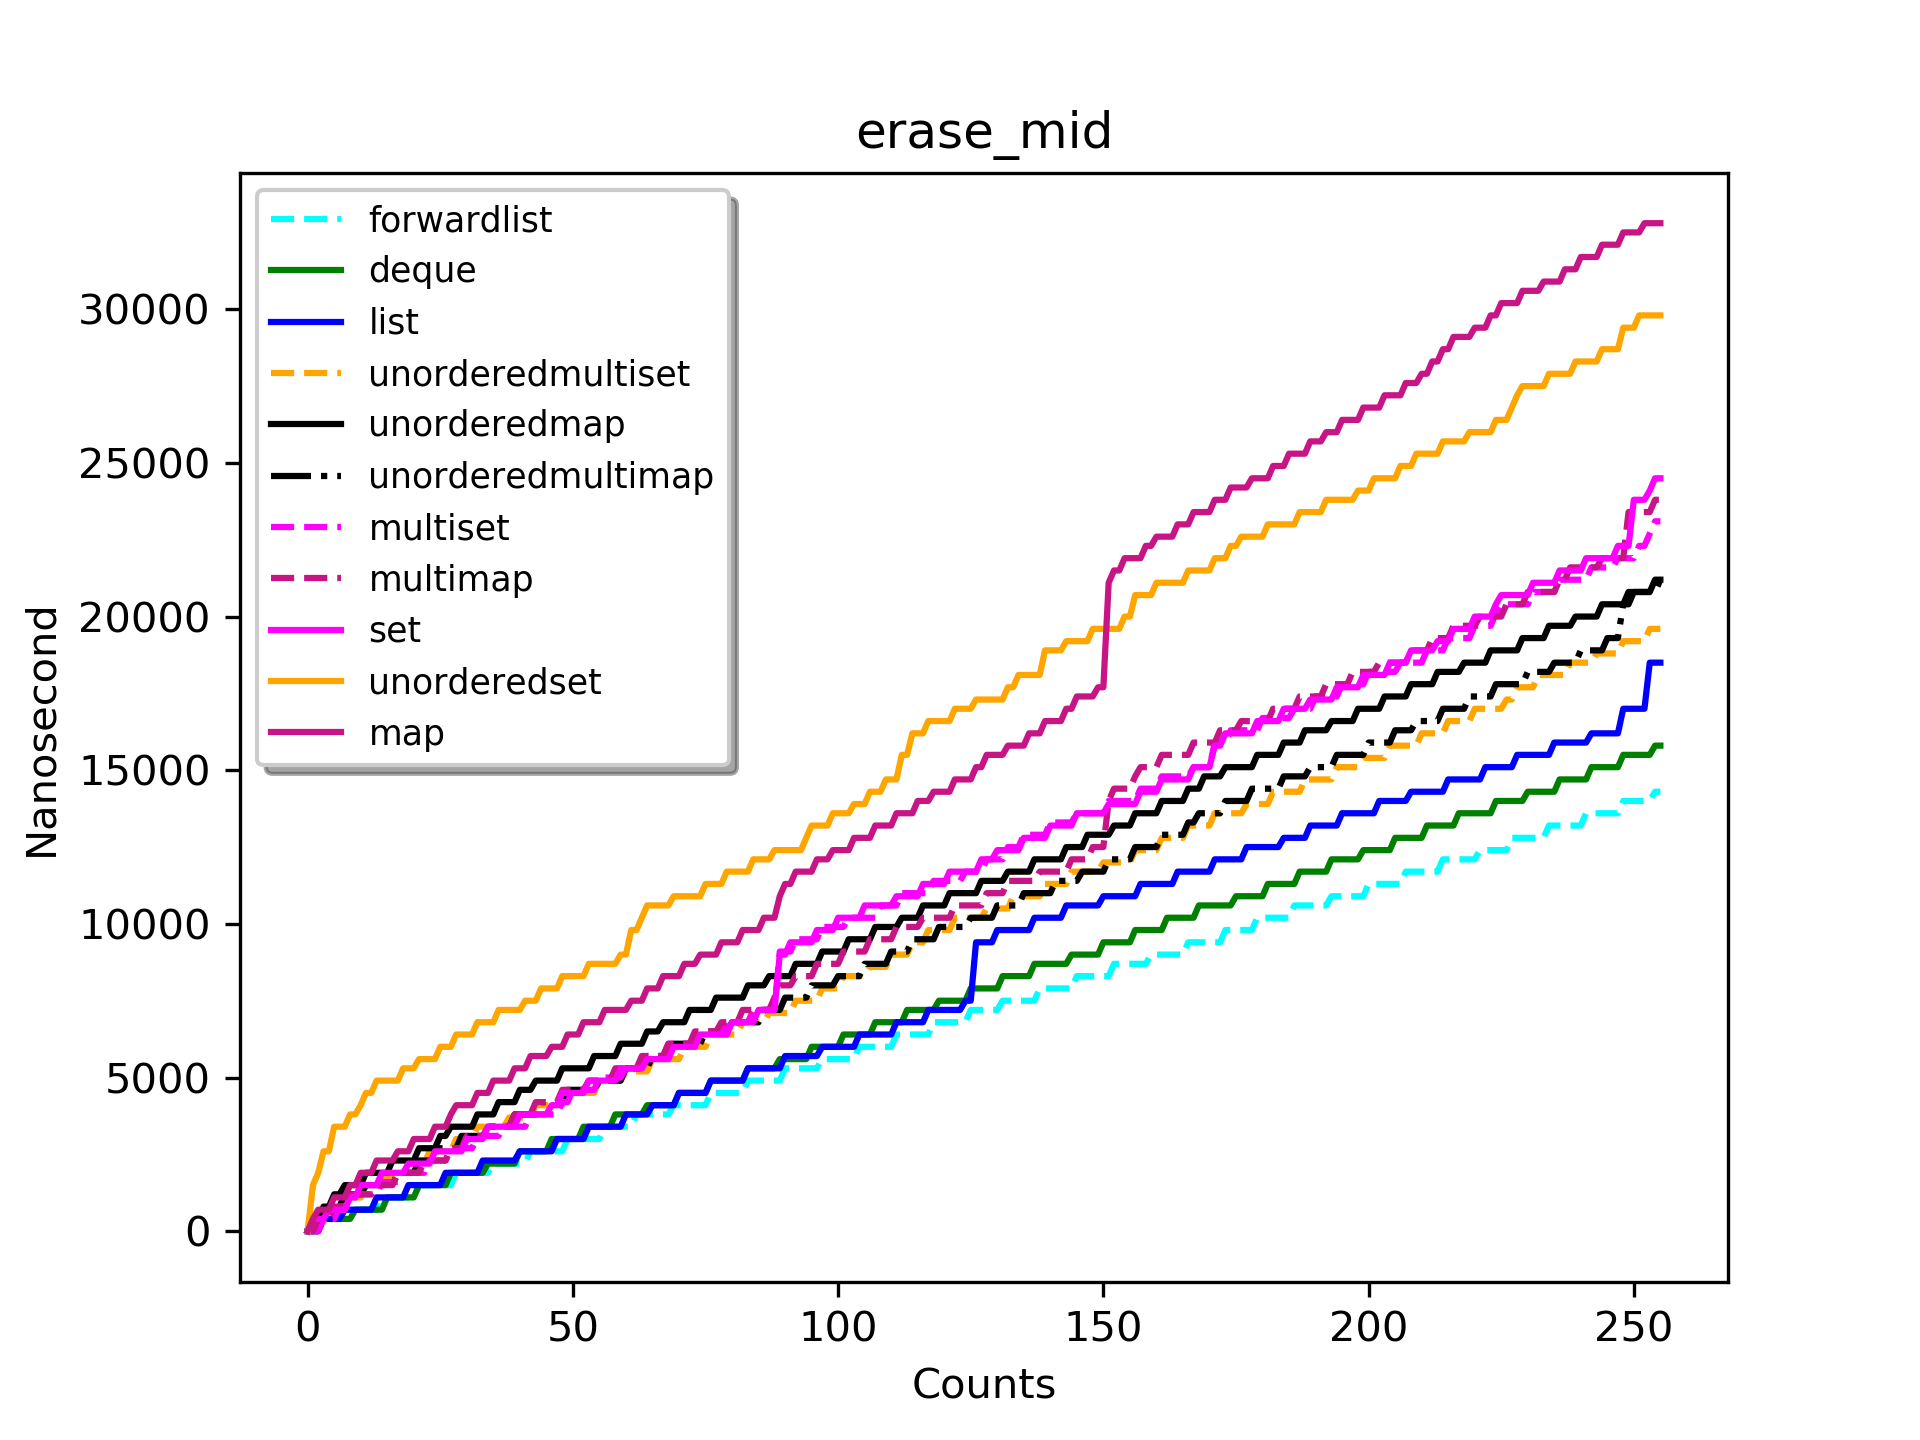 erase_mid
forwardlist
deque
list
unorderedmultiset
unorderedmap
unorderedmultimap
multiset
multimap
set
unorderedset
map
Nanosecond
30000
25000
20000
15000
10000
5000
0
0 50 100 150 200 250
Counts